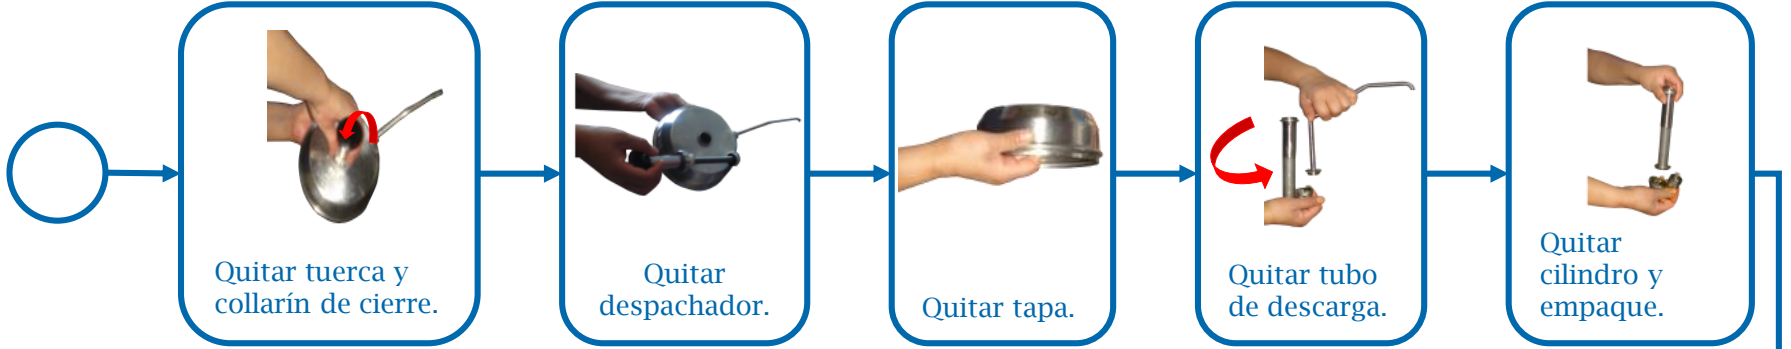 Quitar tuerca y
collarín de cierre.
Quitar
despachador.
Quitar tapa.
Quitar tubo
de descarga.
Quitar
cilindro y
empaque.